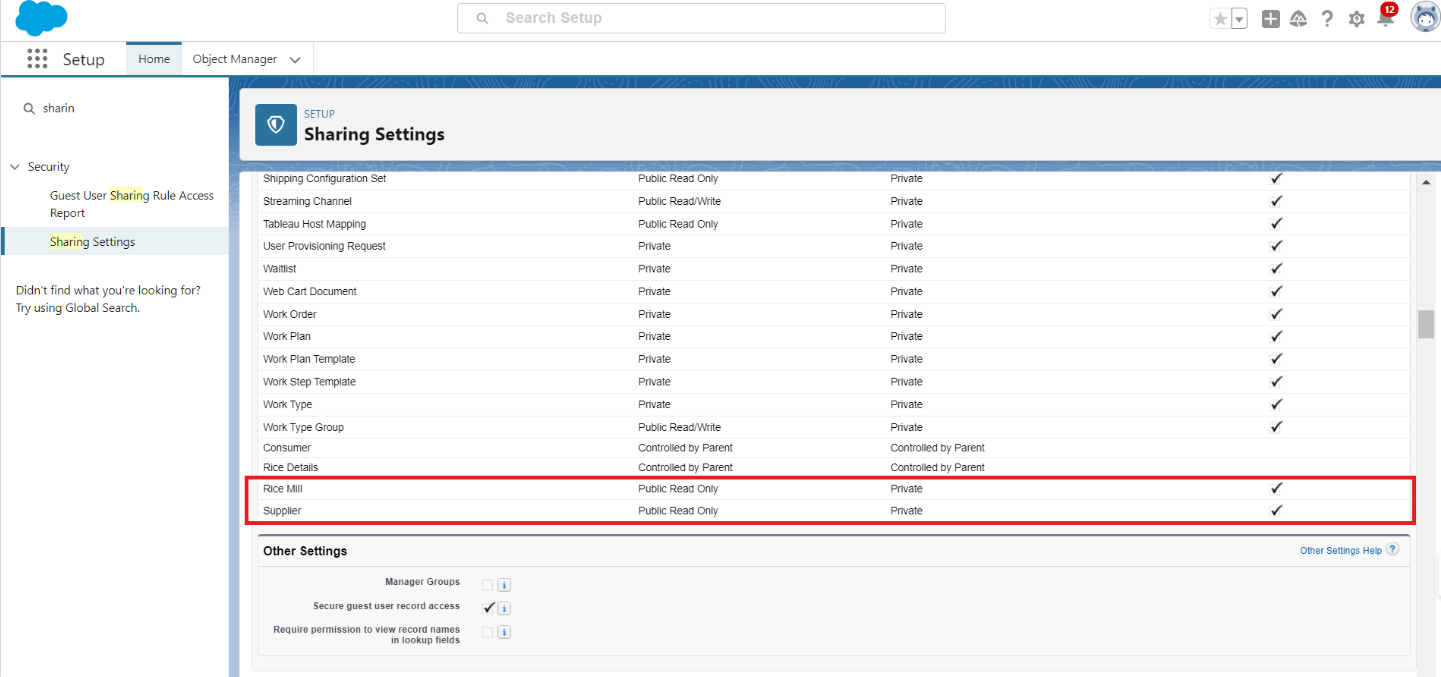 Search Setup
12
Setup
Home
Object Manager
sharin
Security
Guest User Sharing Rule Access
Report
Sharing Settings
Didn't find what you're looking for?
Try using Global Search.
SETUP
Sharing Settings
Shipping Configuration Set Public Read Only Private
Streaming Channel Public Read/Write Private
Tableau Host Mapping Public Read Only Private
User Provisioning Request Private Private
Waitlist Private Private
Web Cart Document Private Private
Work Order Private Private
Work Plan Private Private
Work Plan Template Private Private
Work Step Template Private Private
Work Type Private Private
Work Type Group Public Read/Write Private
Consumer Controlled by Parent Controlled by Parent
Rice Details Controlled by Parent Controlled by Parent
Rice Mill Public Read Only Private
Supplier Public Read Only Private
Other Settings
Other Settings Help ?
Manager Groups i
Secure guest user record access i
Require permission to view record names i
in lookup fields